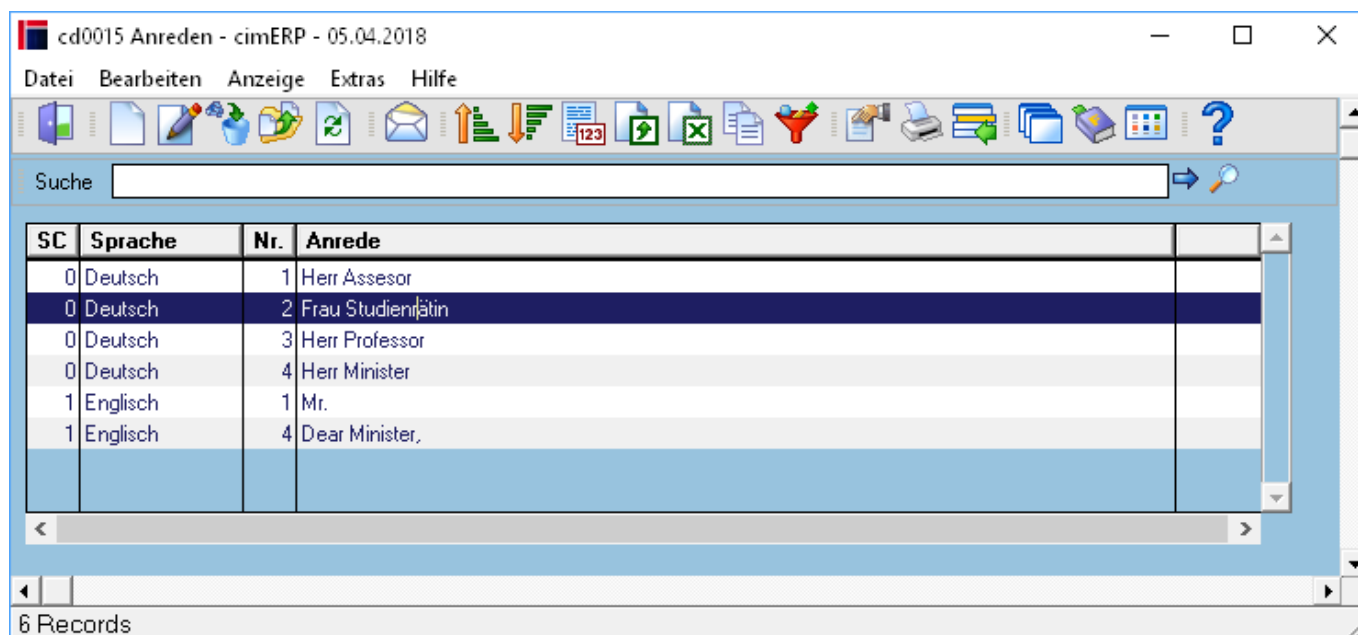 cd0015 Anreden - cimERP - 05.04.2018
Datei Bearbeiten Anzeige Extras Hilfe
123
Suche
SC Sprache Nr. Anrede
0 Deutsch 1 Herr Assesor
0 Deutsch 2 Frau Studienrätin
0 Deutsch 3 Herr Professor
0 Deutsch 4 Herr Minister
1 Englisch 1 Mr.
1 Englisch 4 Dear Minister,
6 Records